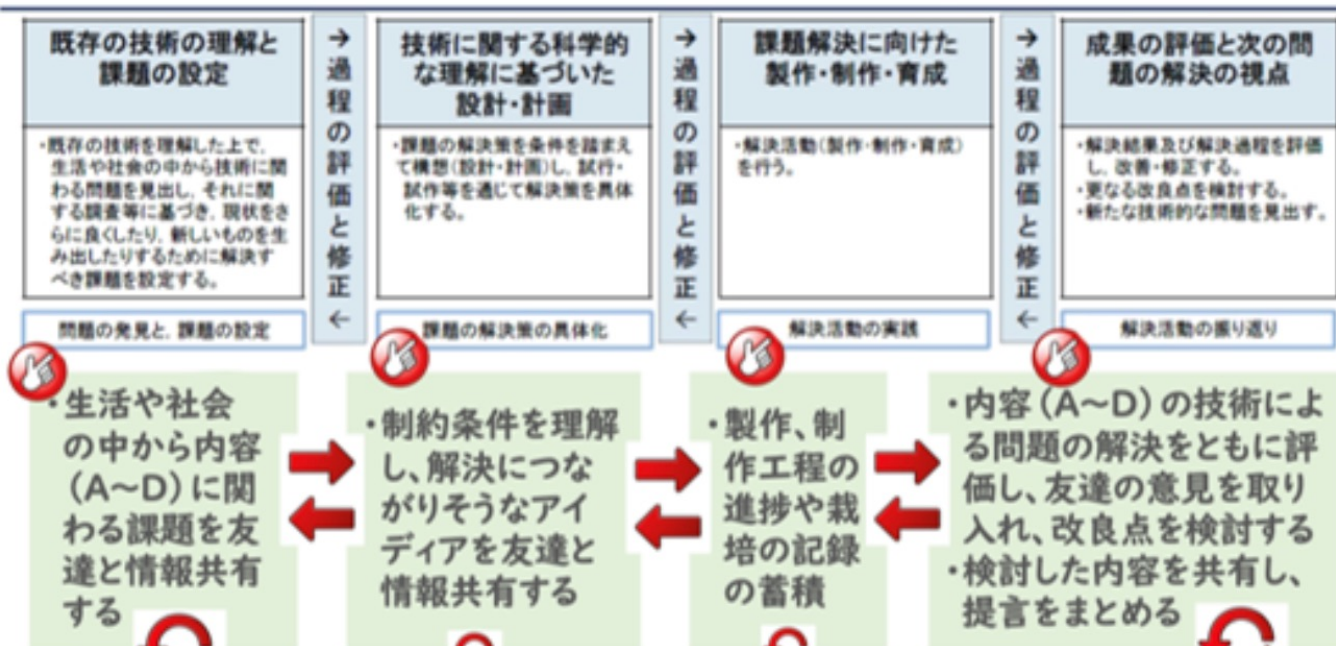 既存の技術の理解と
課題の設定
・既存の技術を理解した上で、
生活や社会の中から技術に関
わる問題を見出し、それに関
する調査等に基づき、現状をさ
らに良くしたり、新しいものを生
み出したりするために解決す
べき課題を設定する。
問題の発見と、課題の設定
→過程の評価と修正←
技術に関する科学的
な理解に基づいた
設計・計画
・課題の解決策を条件を踏まえ
て構想(設計・計画)し、試行・
試作等を通じて解決策を具体
化する。
課題の解決策の具体化
→過程の評価と修正←
課題解決に向けた
製作・制作・育成
・解決活動(製作・制作・育成)
を行う。
解決活動の実践
→過程の評価と修正←
成果の評価と次の問
題の解決の視点
・解決結果及び解決過程を評価
し、改善・修正する。
・更なる改良点を検討する。
・新たな技術的な問題を見出す。
解決活動の振り返り
・生活や社会
の中から内容
(A～D)に関
わる課題を友
達と情報共有
する
・制約条件を理解
し、解決につな
がりそうなアイ
ディアを友達と
情報共有する
・製作、制
作工程の
進捗や栽
培の記録
の蓄積
・内容(A～D)の技術によ
る問題の解決をともに評
価し、友達の意見を取り
入れ、改良点を検討する
・検討した内容を共有し、
提言をまとめる